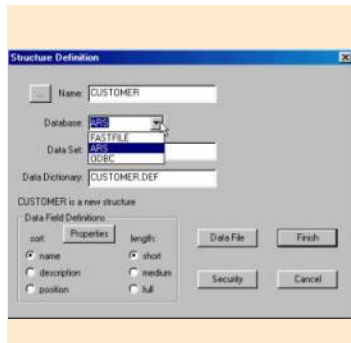 Structure Definition
... Name: CUSTOMER
Database: ARS
FASTFILE
Data Set: ARS
ODBC
Data Dictionary: CUSTOMER.DEF
CUSTOMER is a new structure
Data Field Definitions
sort: Properties length:
name short
description medium
position full
Data File Finish
Security Cancel